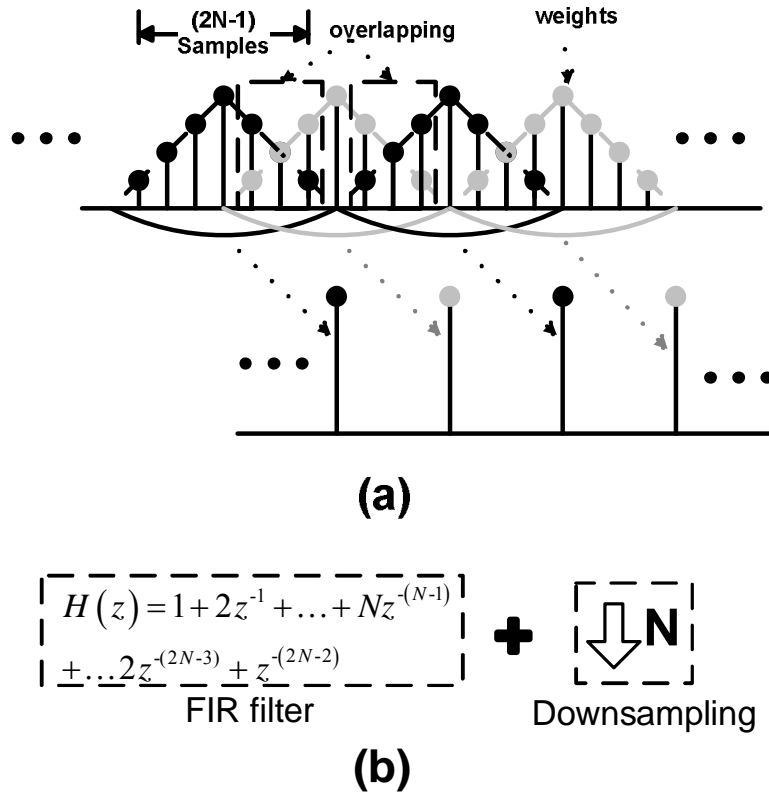 (2N-1)
Samples
overlapping
weights
(a)
H(z)=1+2z^{-1}+...+Nz^{-(N-1)}
+...2z^{-(2N-3)}+z^{-(2N-2)}
N
FIR filter
Downsampling
(b)